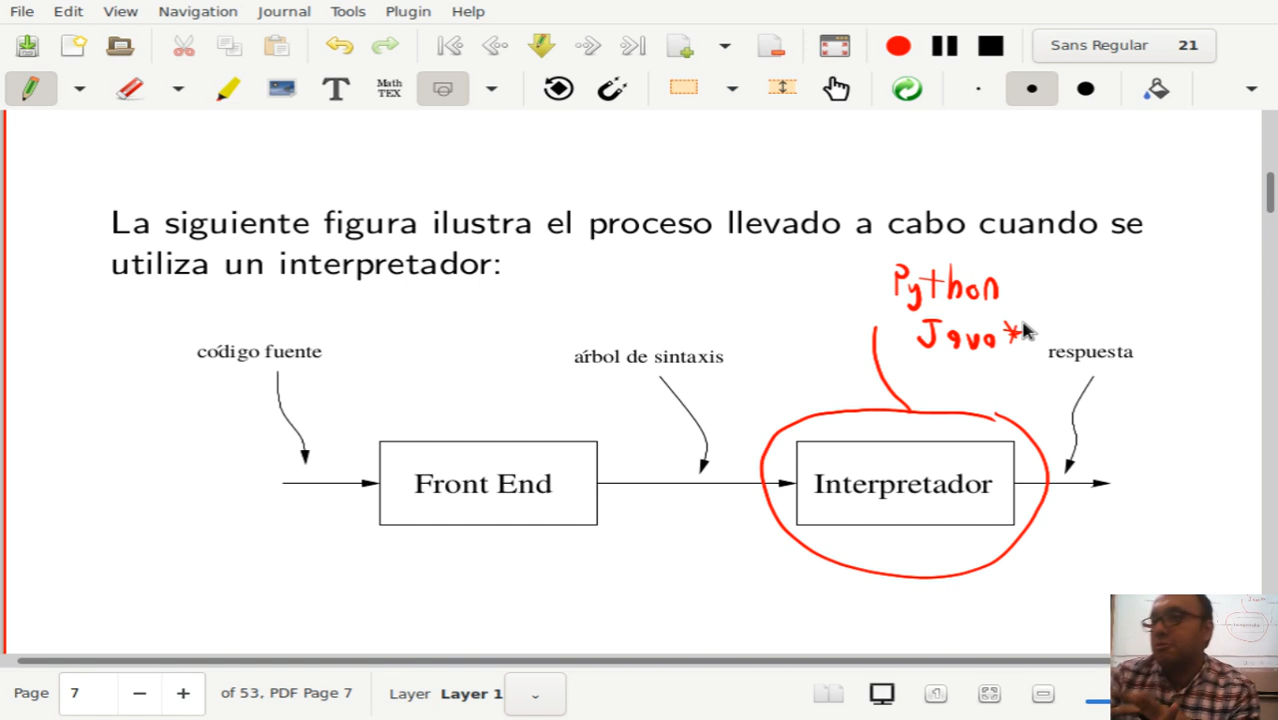 File Edit View Navigation Journal Tools Plugin Help
Sans Regular 21
T Math TEX
La siguiente figura ilustra el proceso llevado a cabo cuando se
utiliza un interpretador:
Python
Java*
código fuente
árbol de sintaxis
respuesta
Front End
Interpretador
Page 7 of 53, PDF Page 7 Layer Layer 1